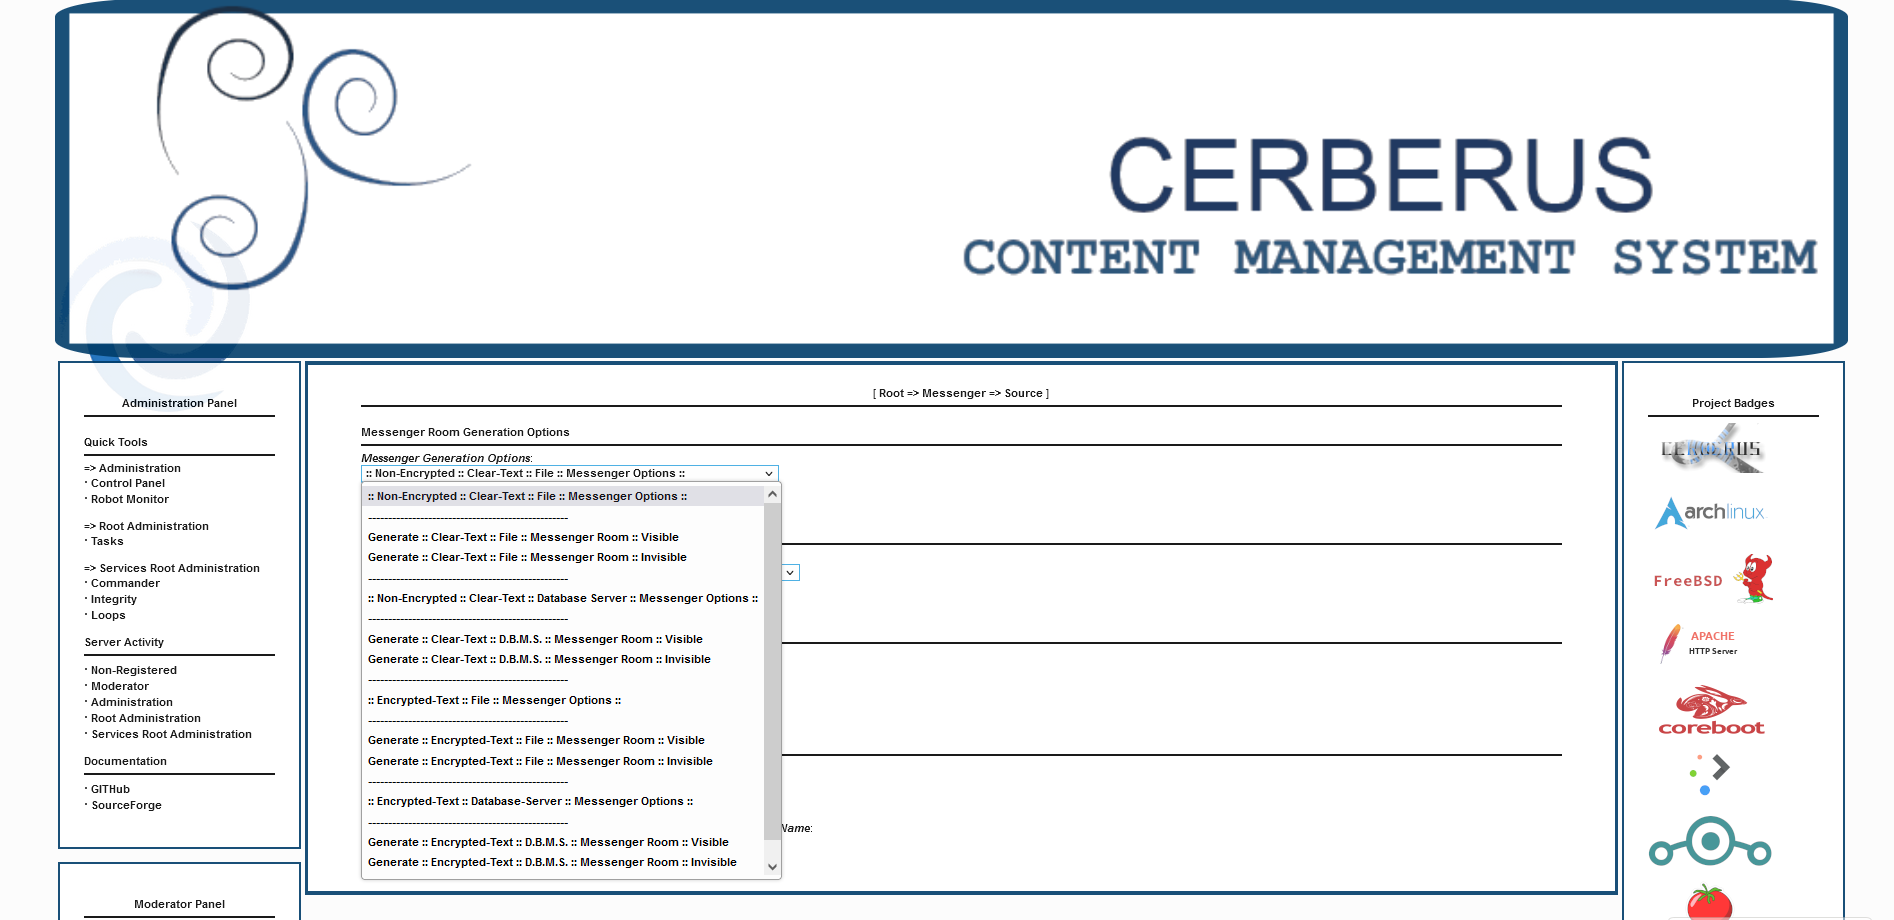 CERBERUS
CONTENT MANAGEMENT SYSTEM
Administration Panel
Quick Tools
=> Administration
· Control Panel
· Robot Monitor
=> Root Administration
· Tasks
=> Services Root Administration
· Commander
· Integrity
· Loops
Server Activity
· Non-Registered
· Moderator
· Administration
· Root Administration
· Services Root Administration
Documentation
· GITHub
· SourceForge
Moderator Panel
[ Root => Messenger => Source ]
Messenger Room Generation Options
Messenger Generation Options:
:: Non-Encrypted :: Clear-Text :: File :: Messenger Options ::
:: Non-Encrypted :: Clear-Text :: File :: Messenger Options ::
--------------------------------------------------
Generate :: Clear-Text :: File :: Messenger Room :: Visible
Generate :: Clear-Text :: File :: Messenger Room :: Invisible
--------------------------------------------------
:: Non-Encrypted :: Clear-Text :: Database Server :: Messenger Options ::
--------------------------------------------------
Generate :: Clear-Text :: D.B.M.S. :: Messenger Room :: Visible
Generate :: Clear-Text :: D.B.M.S. :: Messenger Room :: Invisible
--------------------------------------------------
:: Encrypted-Text :: File :: Messenger Options ::
--------------------------------------------------
Generate :: Encrypted-Text :: File :: Messenger Room :: Visible
Generate :: Encrypted-Text :: File :: Messenger Room :: Invisible
--------------------------------------------------
:: Encrypted-Text :: Database-Server :: Messenger Options ::
--------------------------------------------------
Generate :: Encrypted-Text :: D.B.M.S. :: Messenger Room :: Visible
Generate :: Encrypted-Text :: D.B.M.S. :: Messenger Room :: Invisible
Name:
Project Badges
CERBERUS
archlinux
FreeBSD
APACHE
HTTP Server
coreboot